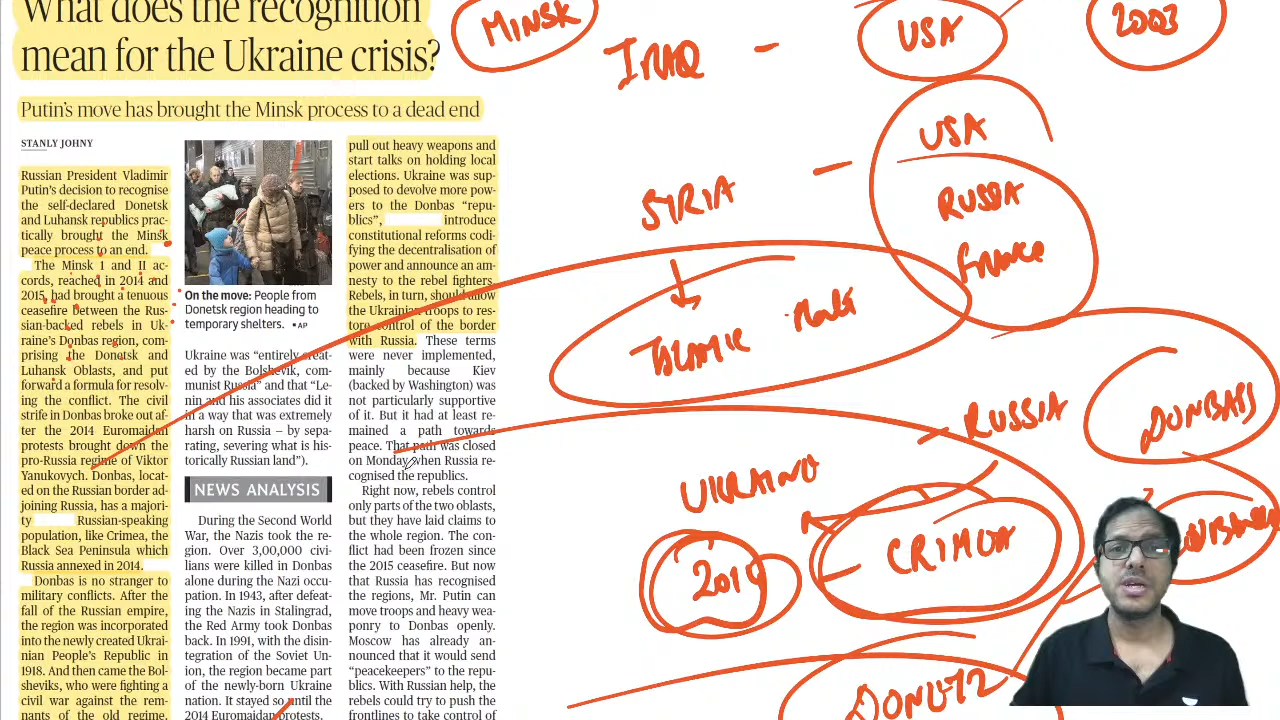 What does the recognition
mean for the Ukraine crisis?
Putin's move has brought the Minsk process to a dead end
STANLY JOHNY
Russian President Vladimir
Putin's decision to recognise
the self-declared Donetsk
and Luhansk republics prac-
tically brought the Minsk
peace process to an end.
The Minsk I and II ac-
cords, reached in 2014 and
2015, had brought a tenuous
ceasefire between the Rus-
sian-backed rebels in Uk-
raine's Donbas region, com-
prising the Donetsk and
Luhansk Oblasts, and put
forward a formula for resolv-
ing the conflict. The civil
strife in Donbas broke out af-
ter the 2014 Euromaidan
protests brought down the
pro-Russia regime of Viktor
Yanukovych. Donbas, locat-
ed on the Russian border ad-
joining Russia, has a majori-
ty Russian-speaking
population, like Crimea, the
Black Sea Peninsula which
Russia annexed in 2014.
Donbas is no stranger to
military conflicts. After the
fall of the Russian empire,
the region was incorporated
into the newly created Ukrai-
nian People's Republic in
1918. And then came the Bol-
sheviks, who were fighting a
civil war against the rem-
nants of the old regime.
On the move: People from
Donetsk region heading to
temporary shelters. • AP
Ukraine was "entirely creat-
ed by the Bolshevik, com-
munist Russia" and that "Le-
nin and his associates did it
in a way that was extremely
harsh on Russia – by sepa-
rating, severing what is his-
torically Russian land").
NEWS ANALYSIS
During the Second World
War, the Nazis took the re-
gion. Over 3,00,000 civi-
lians were killed in Donbas
alone during the Nazi occu-
pation. In 1943, after defeat-
ing the Nazis in Stalingrad,
the Red Army took Donbas
back. In 1991, with the disin-
tegration of the Soviet Un-
ion, the region became part
of the newly-born Ukraine
nation. It stayed so until the
2014 Euromaidan protests.
pull out heavy weapons and
start talks on holding local
elections. Ukraine was sup-
posed to devolve more pow-
ers to the Donbas "repu-
blics", introduce
constitutional reforms codi-
fying the decentralisation of
power and announce an am-
nesty to the rebel fighters.
Rebels, in turn, should allow
the Ukrainian troops to res-
tore control of the border
with Russia. These terms
were never implemented,
mainly because Kiev
(backed by Washington) was
not particularly supportive
of it. But it had at least re-
mained a path towards
peace. That path was closed
on Monday when Russia re-
cognised the republics.
Right now, rebels control
only parts of the two oblasts,
but they have laid claims to
the whole region. The con-
flict had been frozen since
the 2015 ceasefire. But now
that Russia has recognised
the regions, Mr. Putin can
move troops and heavy wea-
ponry to Donbas openly.
Moscow has already an-
nounced that it would send
"peacekeepers" to the repu-
blics. With Russian help, the
rebels could try to push the
frontlines to take control of
MINSK
IRAQ - USA 2003
SYRIA - USA
RUSSIA
France
ISLAMIC
UKRAINE - RUSSIA
DONBASS
CRIMEA